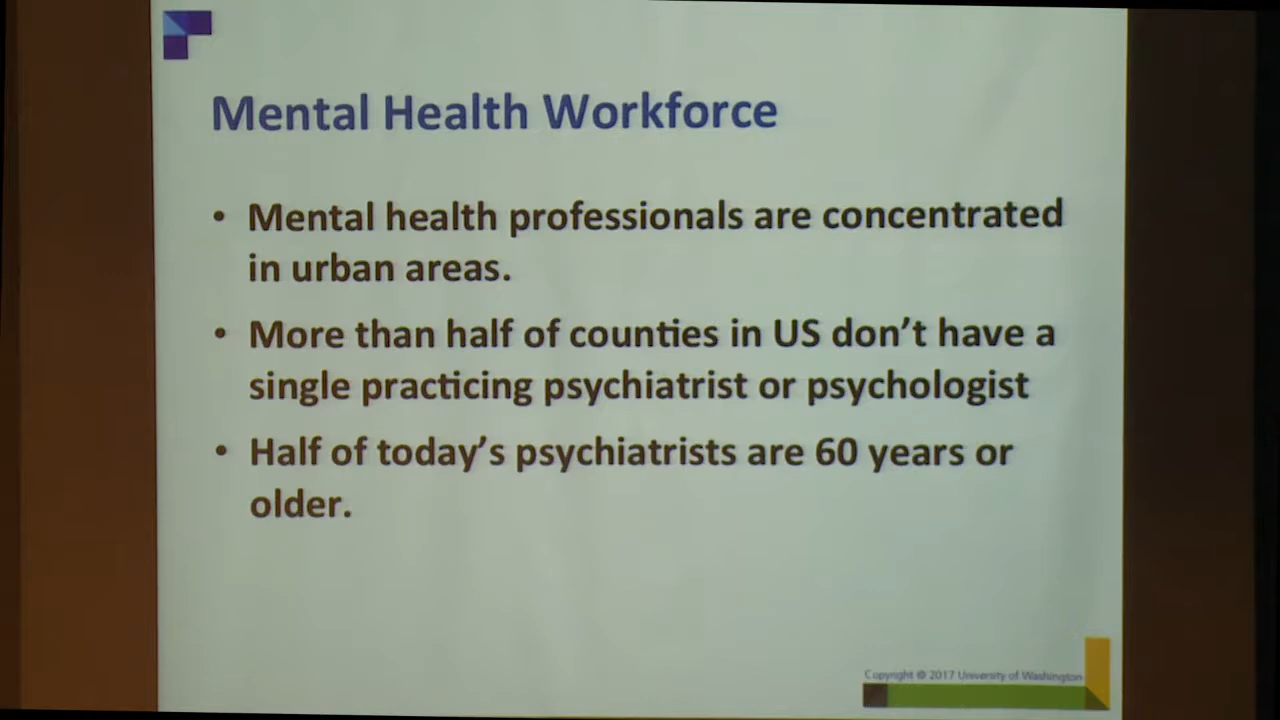 Mental Health Workforce
• Mental health professionals are concentrated
in urban areas.
• More than half of counties in US don't have a
single practicing psychiatrist or psychologist
• Half of today's psychiatrists are 60 years or
older.
Copyright © 2017 University of Washington